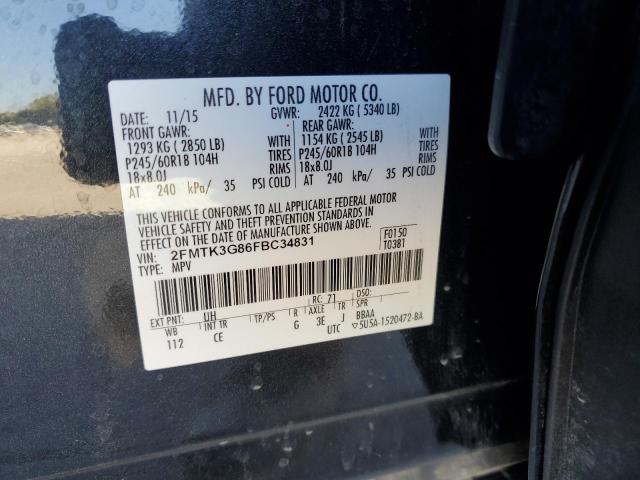 MFD. BY FORD MOTOR CO.
DATE: 11/15 GVWR: 2422 KG ( 5340 LB)
FRONT GAWR: REAR GAWR:
1293 KG ( 2850 LB) WITH 1154 KG ( 2545 LB) WITH
P245/60R18 104H TIRES P245/60R18 104H TIRES
18x8.0J RIMS 18x8.0J RIMS
AT 240 kPa/ 35 PSI COLD AT 240 kPa/ 35 PSI COLD
THIS VEHICLE CONFORMS TO ALL APPLICABLE FEDERAL MOTOR
VEHICLE SAFETY AND THEFT PREVENTION STANDARDS IN
EFFECT ON THE DATE OF MANUFACTURE SHOWN ABOVE.
VIN: 2FMTK3G86FBC34831 F0150
TYPE: MPV T0381
EXT PNT: UH RC: 71 DSO:
WB INT TR TP/PS R AXLE TR SPR
112 CE G 3E J BBAA
UTC ▽5U5A-1520472-BA